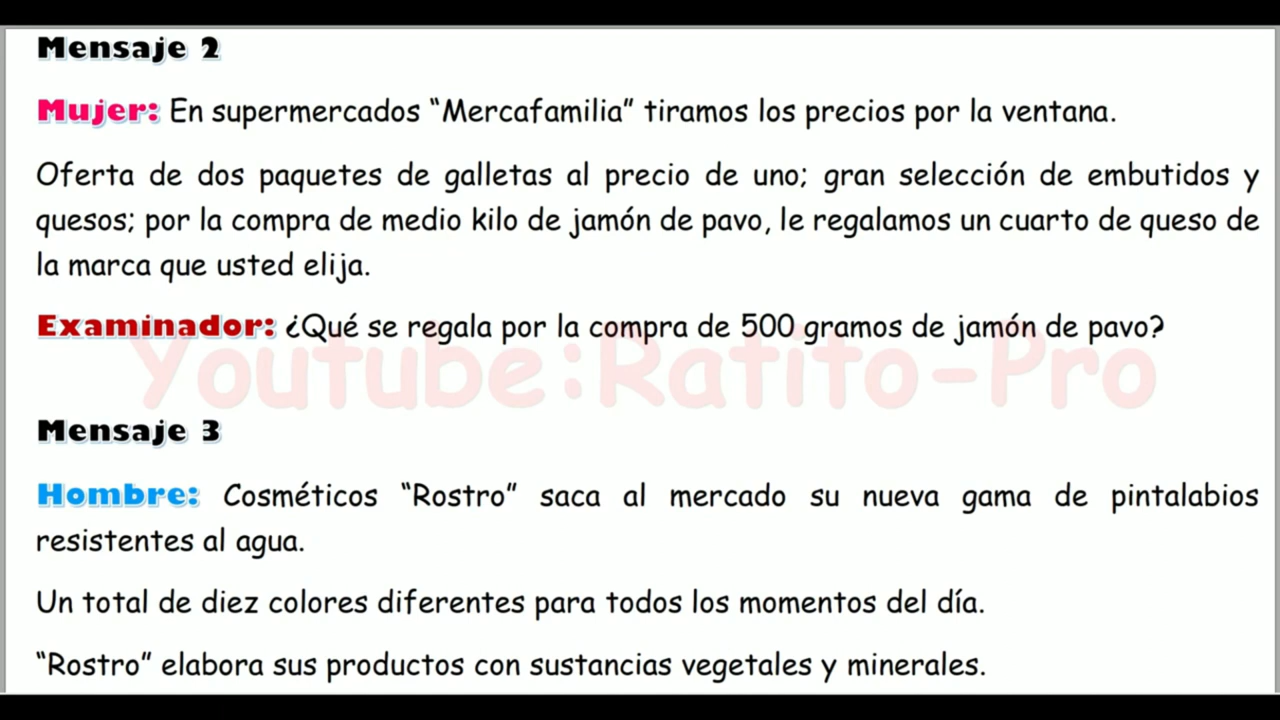 Mensaje 2
Mujer: En supermercados “Mercafamilia” tiramos los precios por la ventana.
Oferta de dos paquetes de galletas al precio de uno; gran selección de embutidos y
quesos; por la compra de medio kilo de jamón de pavo, le regalamos un cuarto de queso de
la marca que usted elija.
Examinador: ¿Qué se regala por la compra de 500 gramos de jamón de pavo?
Youtube:Ratito-Pro
Mensaje 3
Hombre: Cosméticos “Rostro” saca al mercado su nueva gama de pintalabios
resistentes al agua.
Un total de diez colores diferentes para todos los momentos del día.
“Rostro” elabora sus productos con sustancias vegetales y minerales.